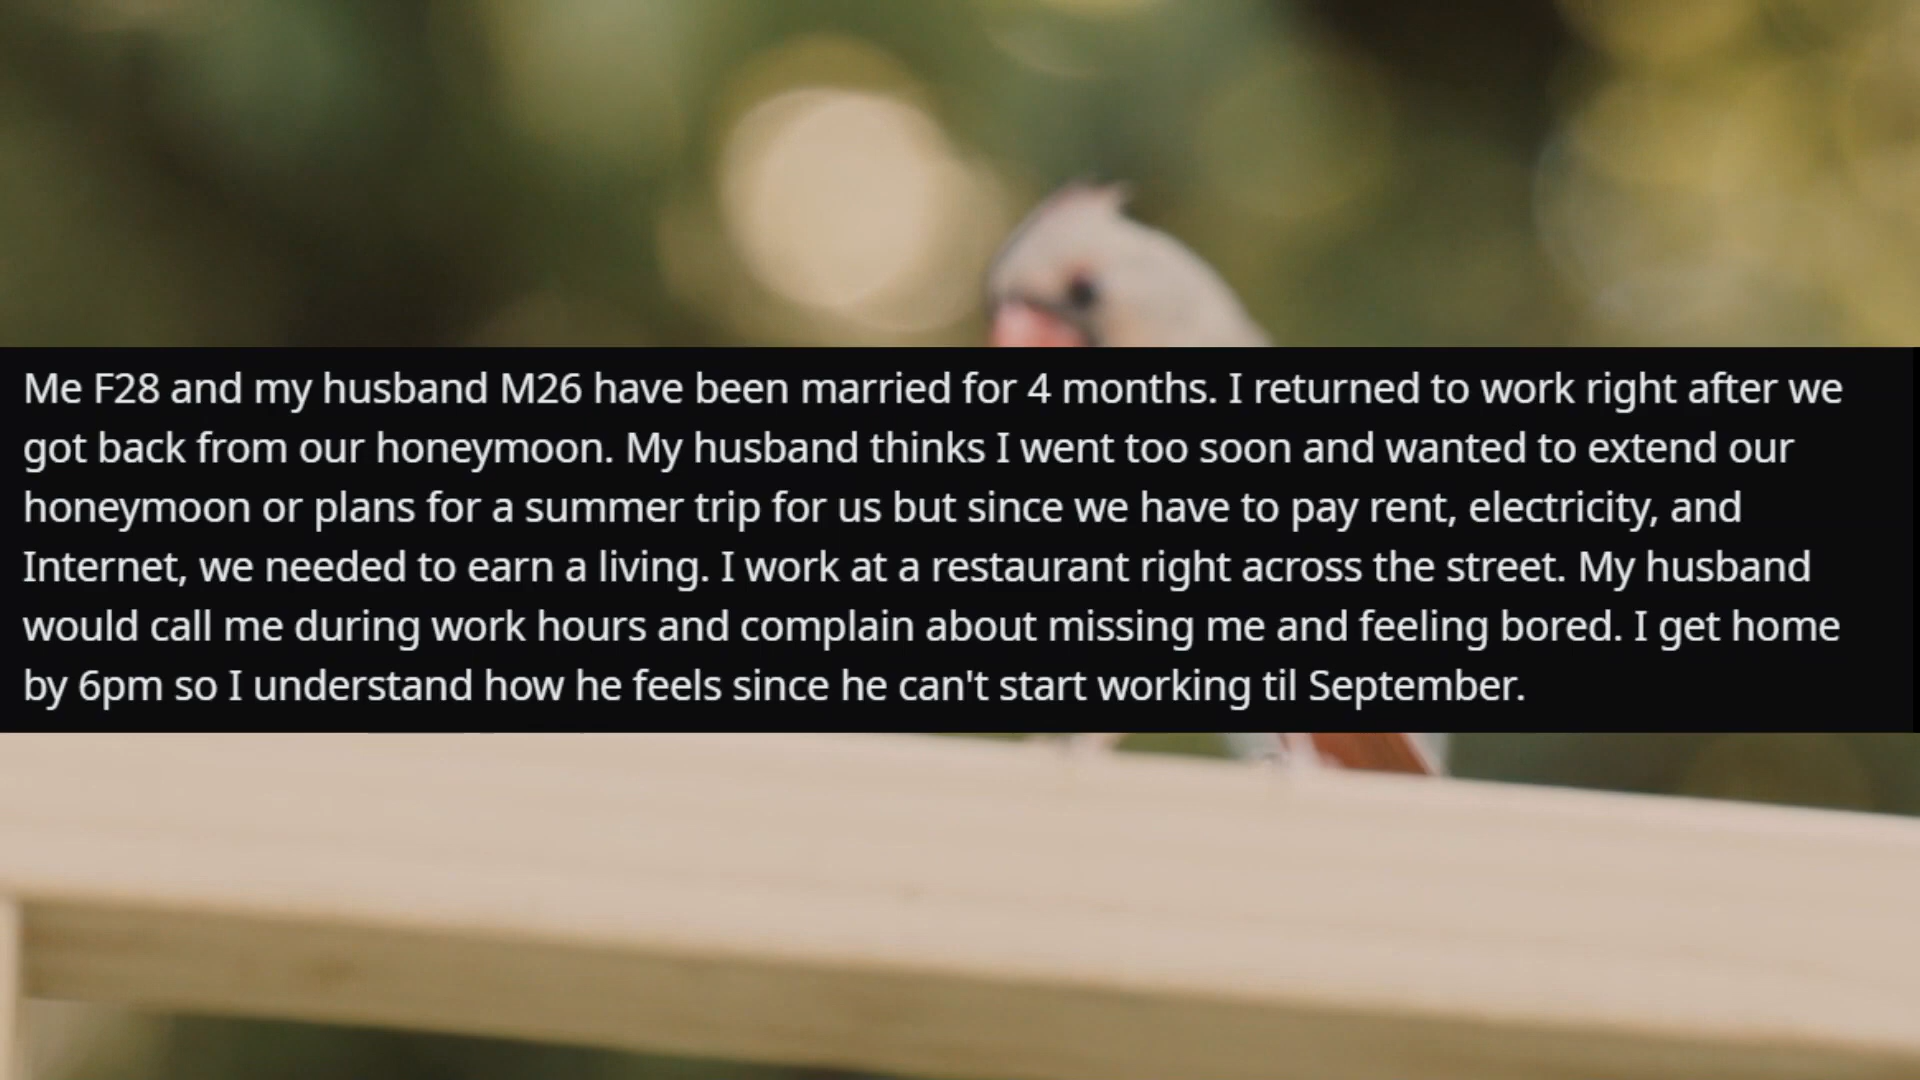 Me F28 and my husband M26 have been married for 4 months. I returned to work right after we
got back from our honeymoon. My husband thinks I went too soon and wanted to extend our
honeymoon or plans for a summer trip for us but since we have to pay rent, electricity, and
Internet, we needed to earn a living. I work at a restaurant right across the street. My husband
would call me during work hours and complain about missing me and feeling bored. I get home
by 6pm so I understand how he feels since he can't start working til September.